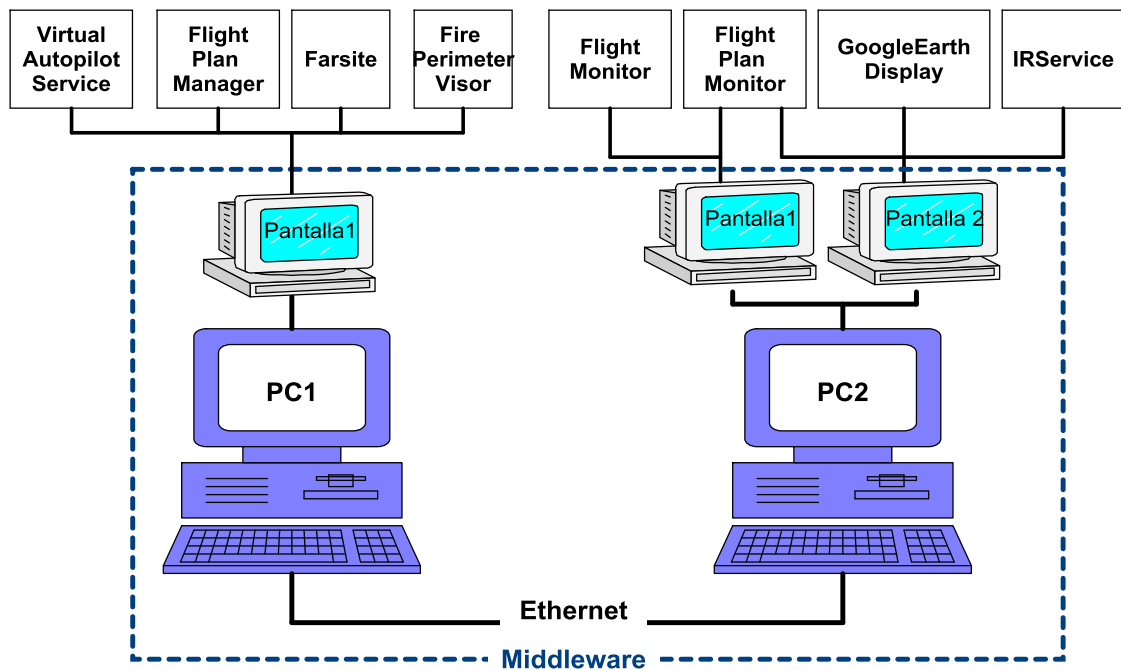 Virtual
Autopilot
Service
Flight
Plan
Manager
Farsite
Fire
Perimeter
Visor
Flight
Monitor
Flight
Plan
Monitor
GoogleEarth
Display
IRService
Pantalla1
Pantalla1
Pantalla 2
PC1
PC2
Ethernet
Middleware